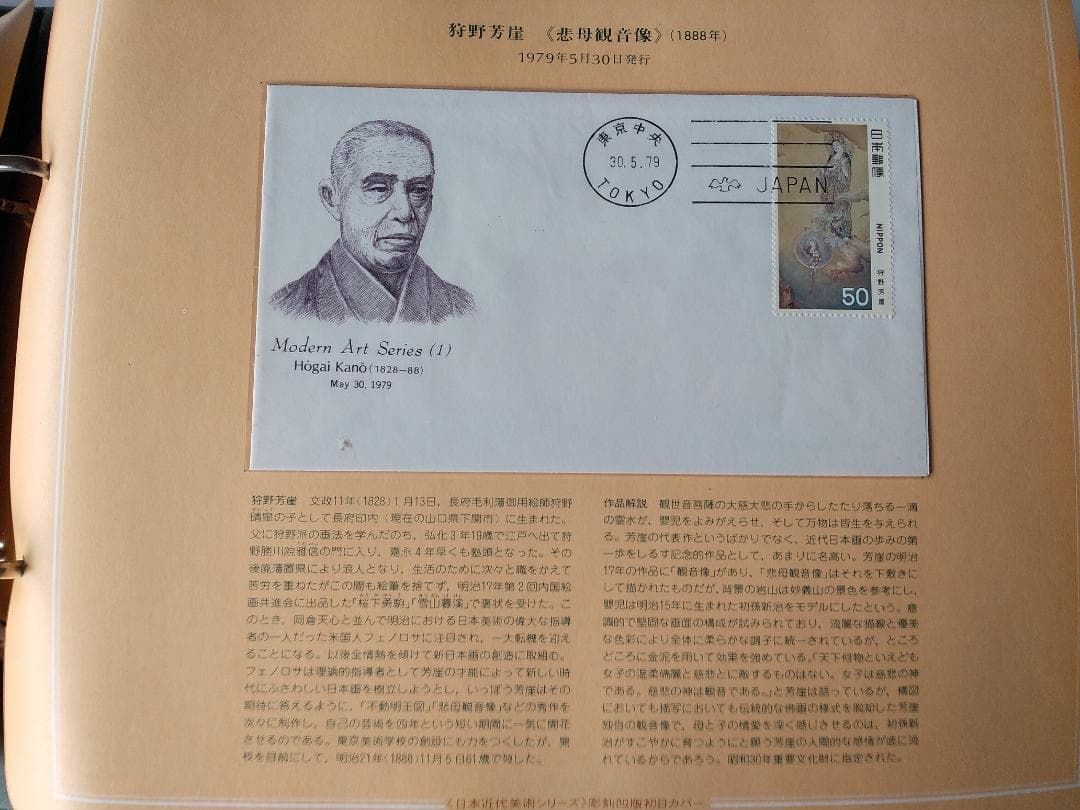 狩野芳崖 《悲母観音像》(1888年)
1979年5月30日発行
東京中央
30.5.79
TOKYO
JAPAN
日本郵便
NIPPON
狩野芳崖
50
Modern Art Series (1)
Hōgai Kanō (1828–88)
May 30, 1979
狩野芳崖 文政11年(1828)1月13日、長府毛利藩御用絵師狩野
晴皐の子として長府印内(現在の山口県下関市)に生まれた。
父に狩野派の画法を学んだのち、弘化3年19歳で江戸へ出て狩
野勝川院雅信の門に入り、嘉永4年早くも塾頭となった。その
後廃藩置県により浪人となり、生活のために次々と職をかえて
苦労を重ねたがこの間も絵筆を捨てず、明治17年第2回内国絵
画共進会に出品した「桜下勇駒」「雪山暮渓」で褒状を受けた。こ
のとき、岡倉天心と並んで明治における日本美術の偉大な指導
者の一人だった米国人フェノロサに注目され、一大転機を迎え
ることになる。以後全情熱を傾けて新日本画の創造に取組む。
フェノロサは理論的指導者として芳崖の才能によって新しい時
代にふさわしい日本画を樹立しようとし、いっぽう芳崖はその
期待に答えるように、「不動明王図」「悲母観音像」などの秀作を
次々に制作し、自己の芸術を四年という短い期間に一気に開花
させるのである。東京美術学校の創設にも力をつくしたが、開
校を目前にして、明治21年(1888)11月5日61歳で歿した。
作品解説 観世音菩薩の大慈大悲の手からしたたり落ちる一滴
の霊水が、嬰児をよみがえらせ、そして万物は皆生を与えられ
る。芳崖の代表作というばかりでなく、近代日本画の歩みの第
一歩をしるす記念的作品として、あまりに名高い。芳崖の明治
17年の作品に「観音像」があり、「悲母観音像」はそれを下敷きに
して描かれたものだが、背景の岩山は妙義山の景色を参考にし、
嬰児は明治15年に生まれた初孫新治をモデルにしたという。意
識的で堅固な画面の構成が試みられており、流麗な描線と優美
な色彩により全体に柔らかな調子に統一されているが、ところ
どころに金泥を用いて効果を強めている。「天下何物といえども
女子の温柔端麗と慈悲とに敵するものはない。女子は慈悲の神
である。慈悲の神は観音である。」と芳崖は語っているが、構図
においても描写においても伝統的な佛画の様式を脱却した芳崖
独自の観音像で、母と子の情愛を深く感じさせるのは、初孫新
治がすこやかに育つようにと願う芳崖の人間的な感情が底に流
れているからであろう。昭和30年重要文化財に指定された。
《日本近代美術シリーズ》彫刻凹版初日カバー